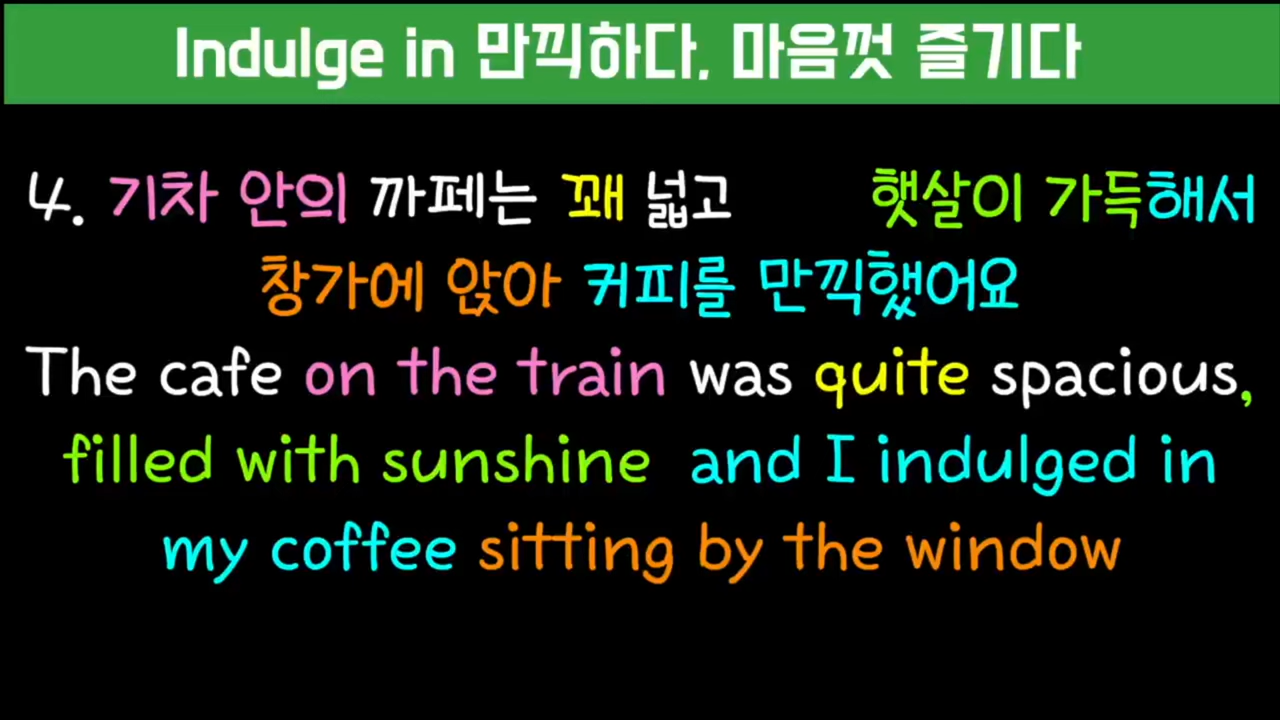 Indulge in 만끽하다, 마음껏 즐기다
4. 기차 안의 까페는 꽤 넓고 햇살이 가득해서
창가에 앉아 커피를 만끽했어요
The cafe on the train was quite spacious,
filled with sunshine and I indulged in
my coffee sitting by the window